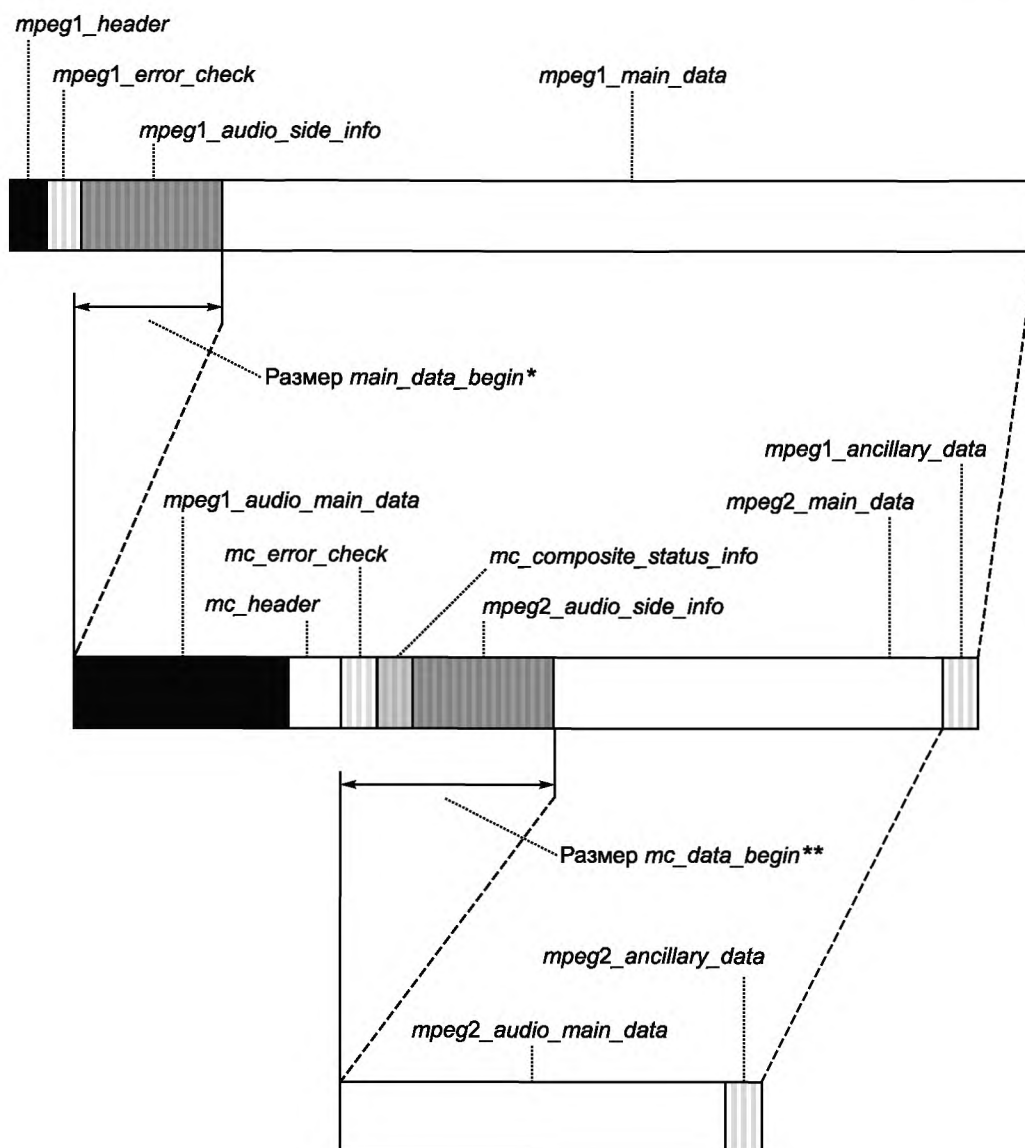 mpeg1_header
mpeg1_error_check
mpeg1_main_data
mpeg1_audio_side_info
Размер main_data_begin*
mpeg1_ancillary_data
mpeg1_audio_main_data
mpeg2_main_data
mc_error_check
mc_composite_status_info
mc_header
mpeg2_audio_side_info
Размер mc_data_begin**
mpeg2_ancillary_data
mpeg2_audio_main_data